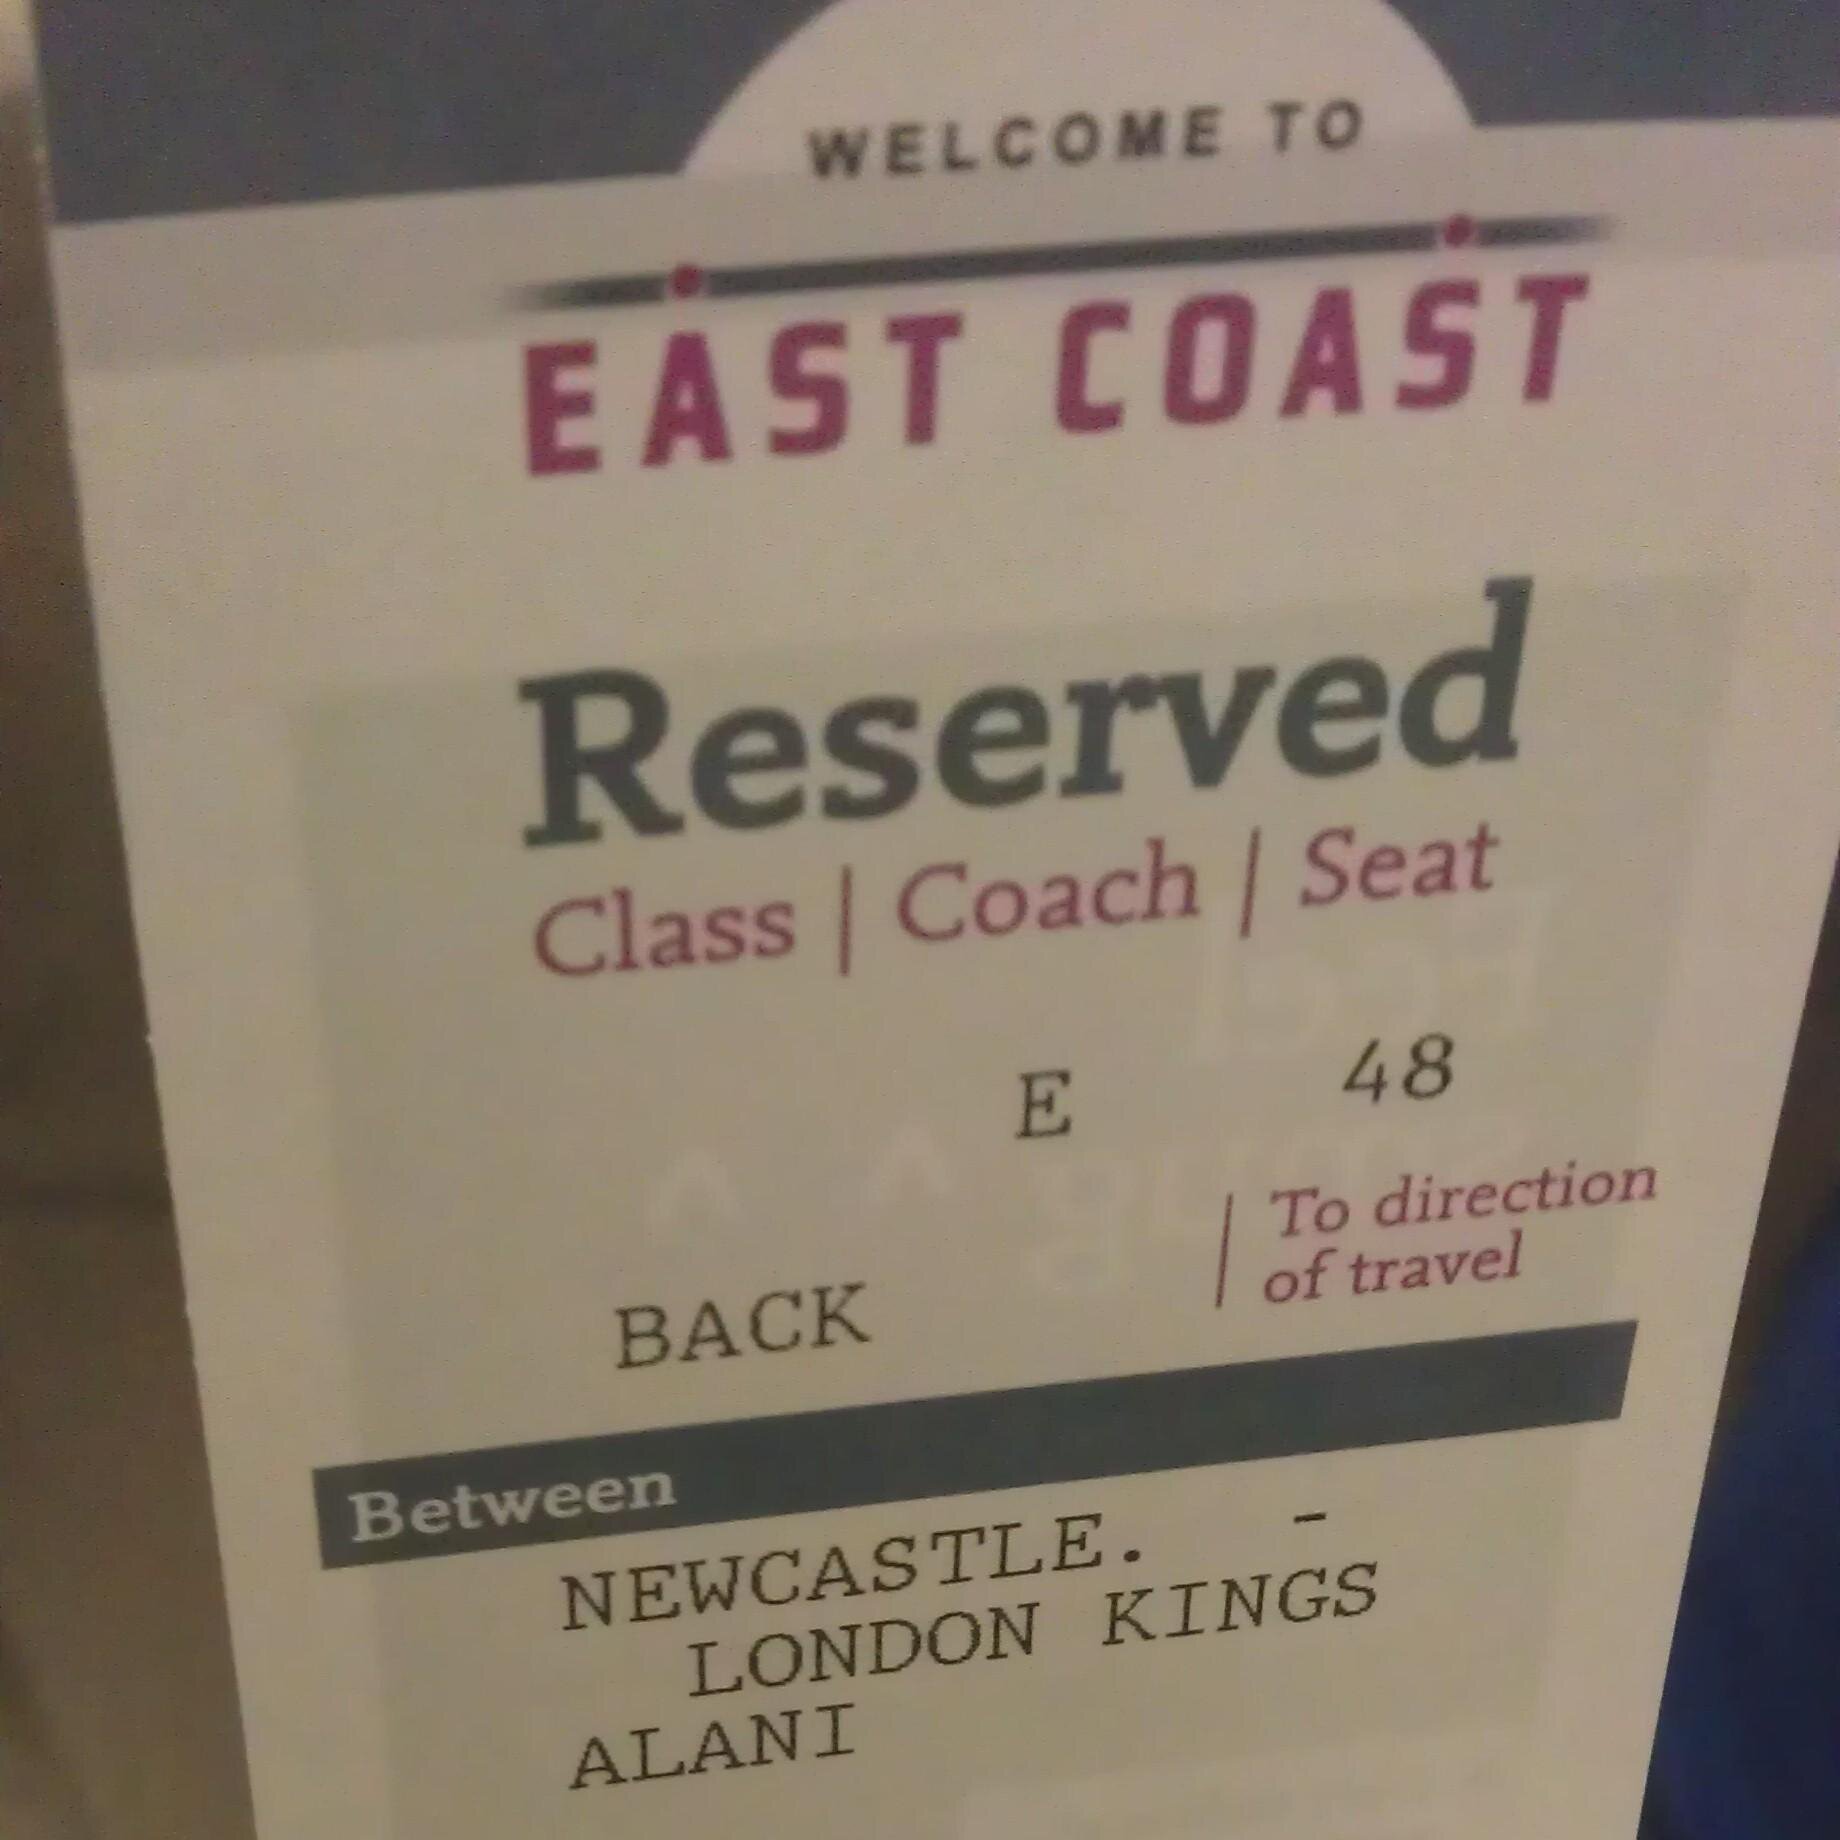 WELCOME TO
EAST COAST
Reserved
Class | Coach | Seat
E 48
BACK | To direction
of travel
Between
NEWCASTLE. -
LONDON KINGS
ALANI